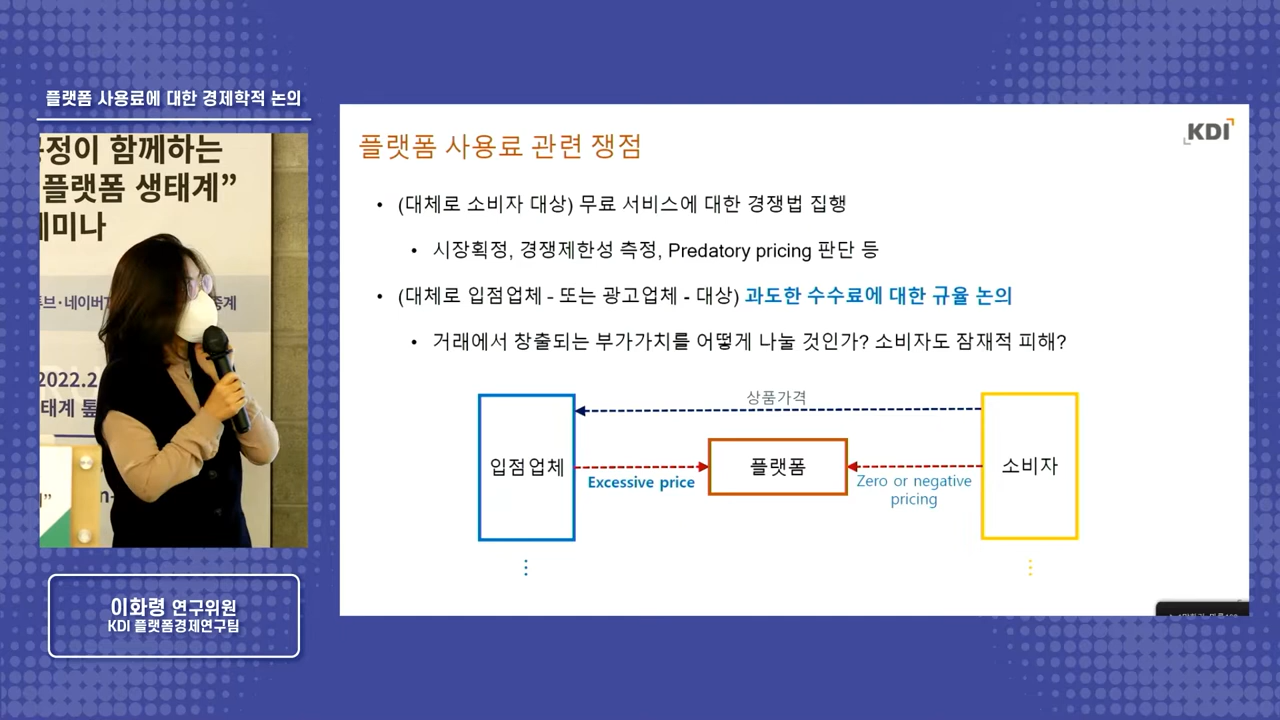 플랫폼 사용료에 대한 경제학적 논의
정이 함께하는
플랫폼 생태계”
세미나
2022.2
태계
이화령 연구위원
KDI 플랫폼경제연구팀
KDI
플랫폼 사용료 관련 쟁점
• (대체로 소비자 대상) 무료 서비스에 대한 경쟁법 집행
• 시장획정, 경쟁제한성 측정, Predatory pricing 판단 등
• (대체로 입점업체 - 또는 광고업체 - 대상) 과도한 수수료에 대한 규율 논의
• 거래에서 창출되는 부가가치를 어떻게 나눌 것인가? 소비자도 잠재적 피해?
상품가격
입점업체
플랫폼
소비자
Excessive price
Zero or negative
pricing